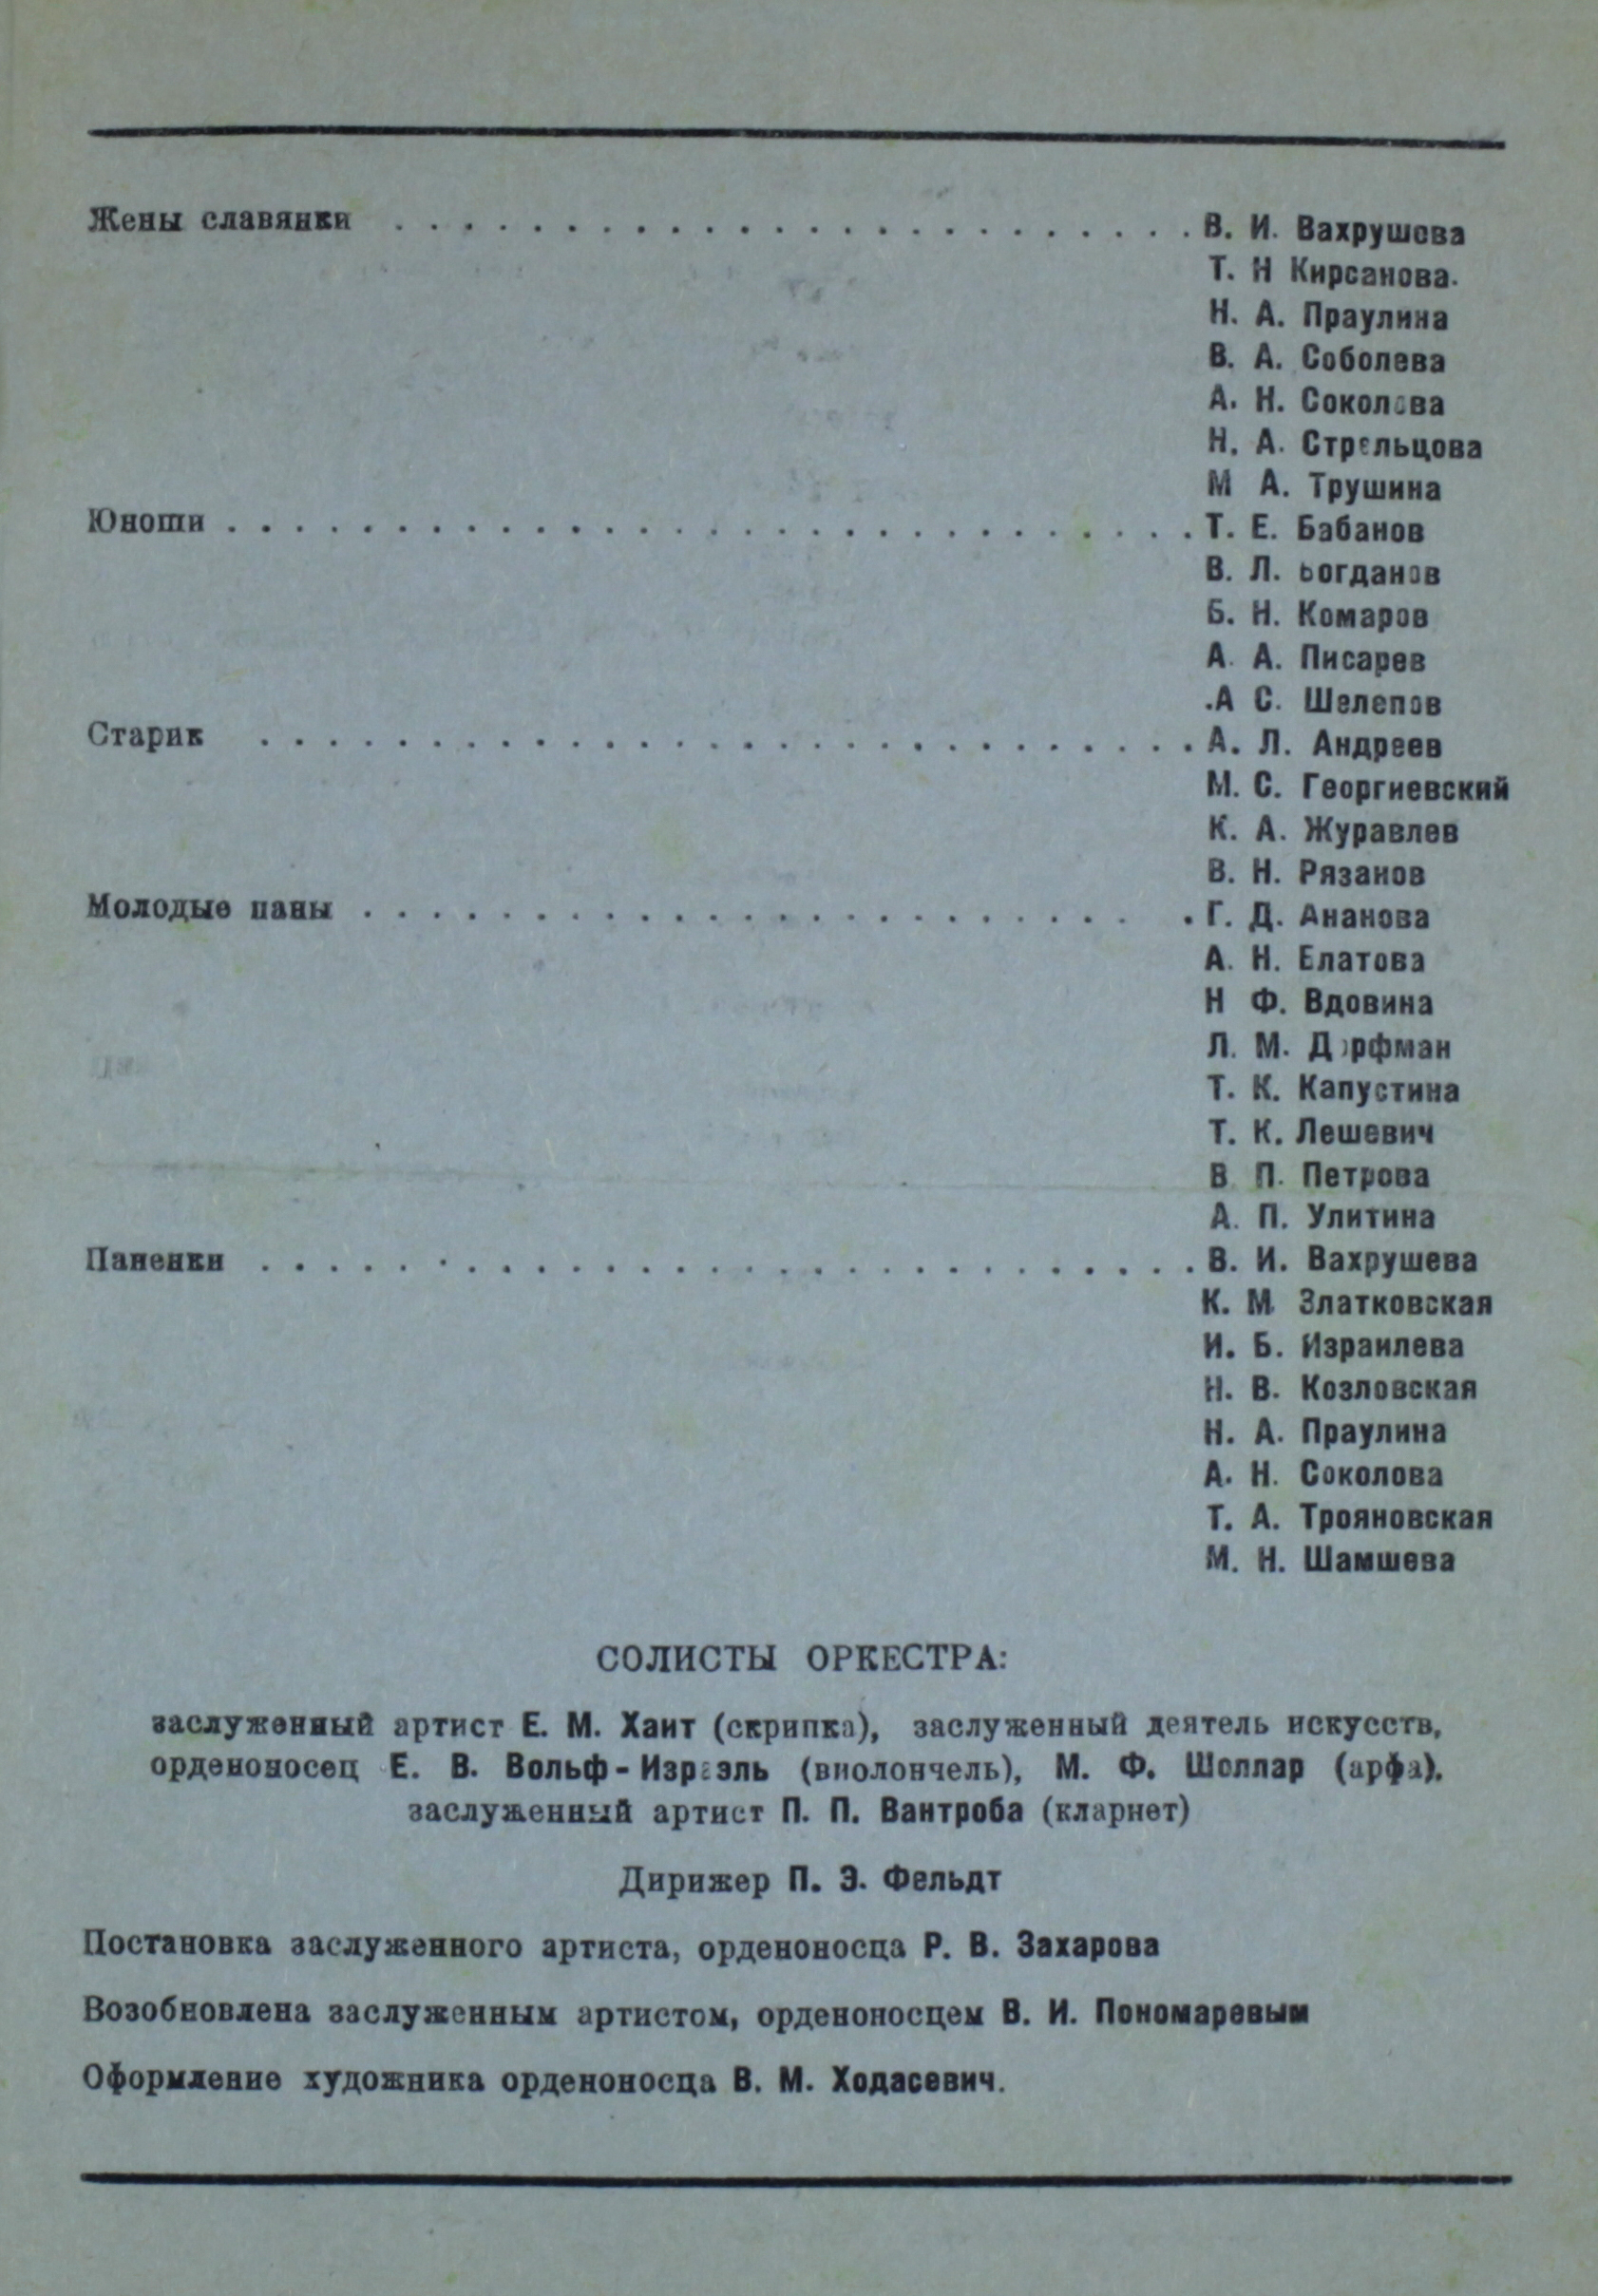 Жены славянки . . . . . . . . . . . . . . . . . . . . . . . . В. И. Вахрушева
Т. Н Кирсанова.
Н. А. Праулина
В. А. Соболева
А. Н. Соколова
Н. А. Стрельцова
М А. Трушина
Юноши . . . . . . . . . . . . . . . . . . . . . . . . . . . . . Т. Е. Бабанов
В. Л. Богданов
Б. Н. Комаров
А. А. Писарев
.А С. Шелепов
Старик . . . . . . . . . . . . . . . . . . . . . . . . . . . . А. Л. Андреев
М. С. Георгиевский
К. А. Журавлев
В. Н. Рязанов
Молодые паны . . . . . . . . . . . . . . . . . . . . . . . . . Г. Д. Ананова
А. Н. Елатова
Н Ф. Вдовина
Л. М. Дорфман
Т. К. Капустина
Т. К. Лешевич
В П. Петрова
А. П. Улитина
Паненки . . . . . . . . . . . . . . . . . . . . . . . . . . . . В. И. Вахрушева
К. М Златковская
И. Б. Израилева
Н. В. Козловская
Н. А. Праулина
А. Н. Соколова
Т. А. Трояновская
М. Н. Шамшева
СОЛИСТЫ ОРКЕСТРА:
заслуженный артист Е. М. Хаит (скрипка), заслуженный деятель искусств,
орденоносец Е. В. Вольф-Израэль (виолончель), М. Ф. Шоллар (арфа).
заслуженный артист П. П. Вантроба (кларнет)
Дирижер П. Э. Фельдт
Постановка заслуженного артиста, орденоносца Р. В. Захарова
Возобновлена заслуженным артистом, орденоносцем В. И. Пономаревым
Оформление художника орденоносца В. М. Ходасевич.